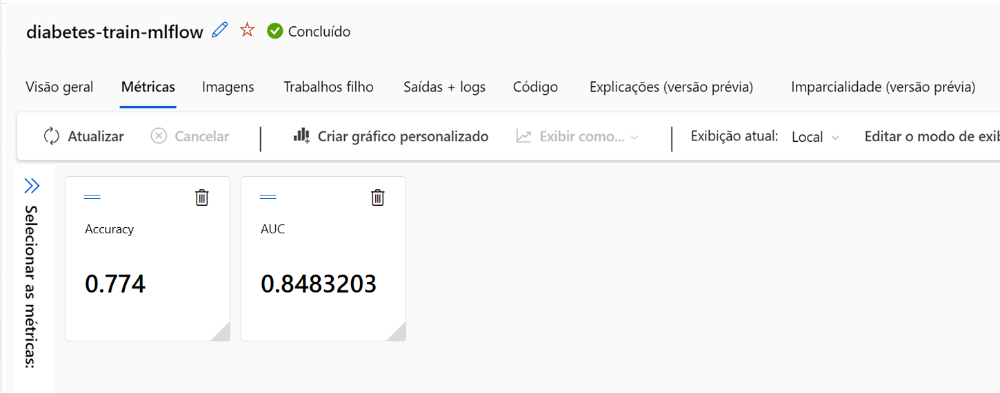 diabetes-train-mlflow Concluído
Visão geral Métricas Imagens Trabalhos filho Saídas + logs Código Explicações (versão prévia) Imparcialidade (versão prévia)
Atualizar Cancelar Criar gráfico personalizado Exibir como... Exibição atual: Local Editar o modo de exib
Selecionar as métricas:
Accuracy
0.774
AUC
0.8483203